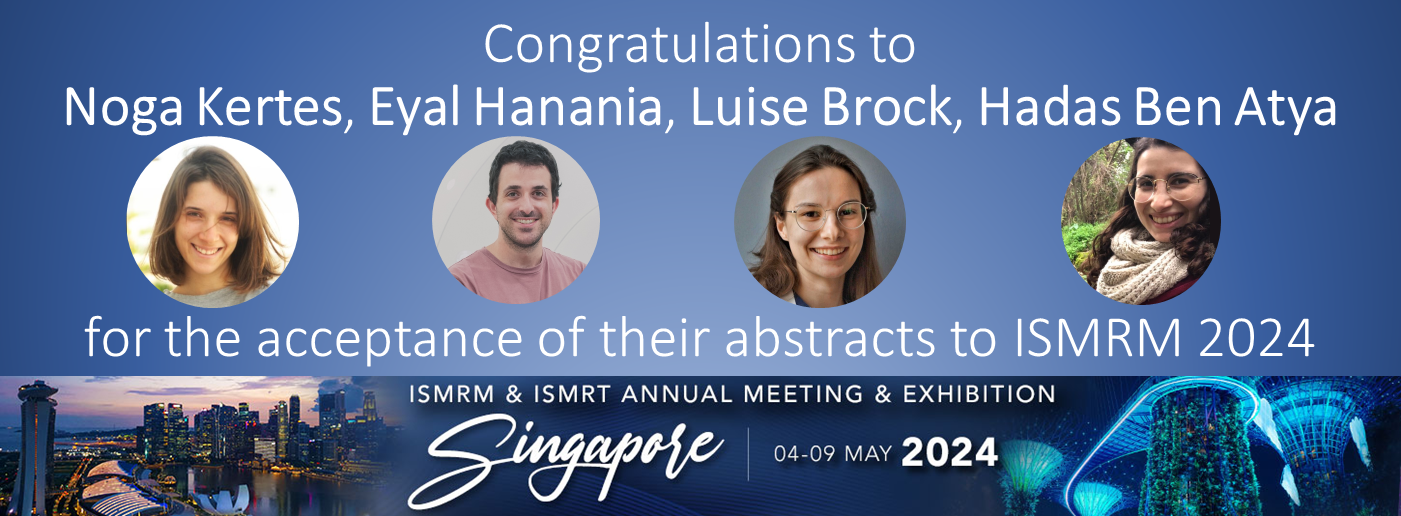 Congratulations to
Noga Kertes, Eyal Hanania, Luise Brock, Hadas Ben Atya
for the acceptance of their abstracts to ISMRM 2024
ISMRM & ISMRT ANNUAL MEETING & EXHIBITION
Singapore
04-09 MAY 2024